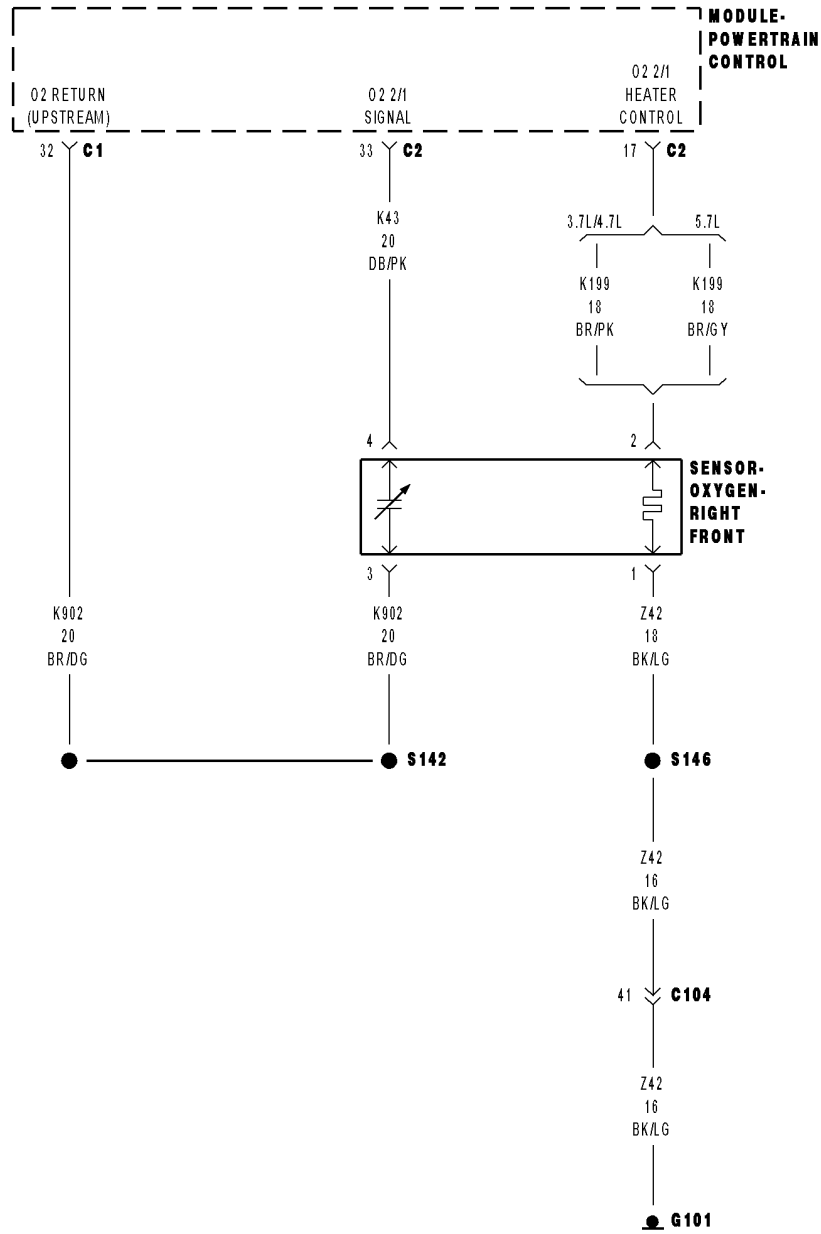 MODULE-
POWERTRAIN
CONTROL
O2 RETURN
(UPSTREAM)
O2 2/1
SIGNAL
O2 2/1
HEATER
CONTROL
32 C1
33 C2
17 C2
K43
20
DB/PK
3.7L/4.7L 5.7L
K199
18
BR/PK
K199
18
BR/GY
4
2
SENSOR-
OXYGEN-
RIGHT
FRONT
3
1
K902
20
BR/DG
K902
20
BR/DG
Z42
18
BK/LG
S142
S146
Z42
16
BK/LG
41 C104
Z42
16
BK/LG
G101